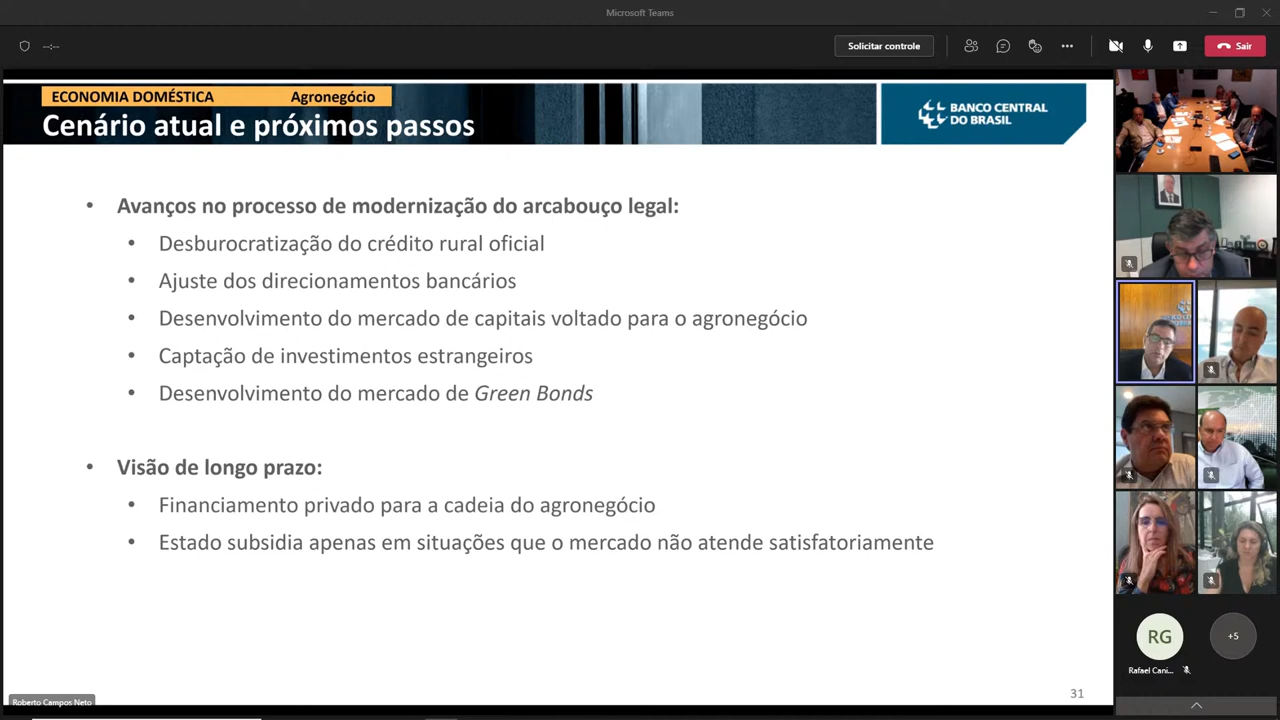 Microsoft Teams
--:--
Solicitar controle
Sair
ECONOMIA DOMÉSTICA Agronegócio
Cenário atual e próximos passos
BANCO CENTRAL
DO BRASIL
• Avanços no processo de modernização do arcabouço legal:
• Desburocratização do crédito rural oficial
• Ajuste dos direcionamentos bancários
• Desenvolvimento do mercado de capitais voltado para o agronegócio
• Captação de investimentos estrangeiros
• Desenvolvimento do mercado de Green Bonds
• Visão de longo prazo:
• Financiamento privado para a cadeia do agronegócio
• Estado subsidia apenas em situações que o mercado não atende satisfatoriamente
31
Roberto Campos Neto
RG
Rafael Cani...
+5